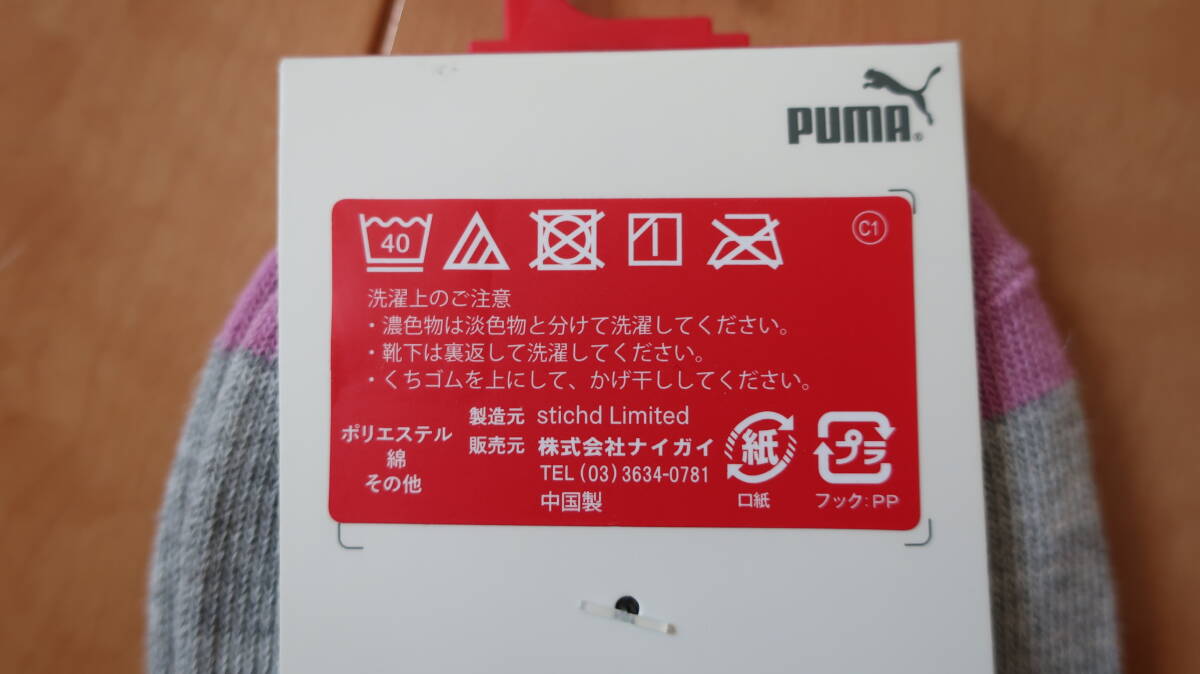 PUMA®
40
C1
洗濯上のご注意
・濃色物は淡色物と分けて洗濯してください。
・靴下は裏返して洗濯してください。
・くちゴムを上にして、かげ干ししてください。
ポリエステル
綿
その他
製造元 stichd Limited
販売元 株式会社ナイガイ
TEL (03) 3634-0781
中国製
紙
口紙
プラ
フック:PP